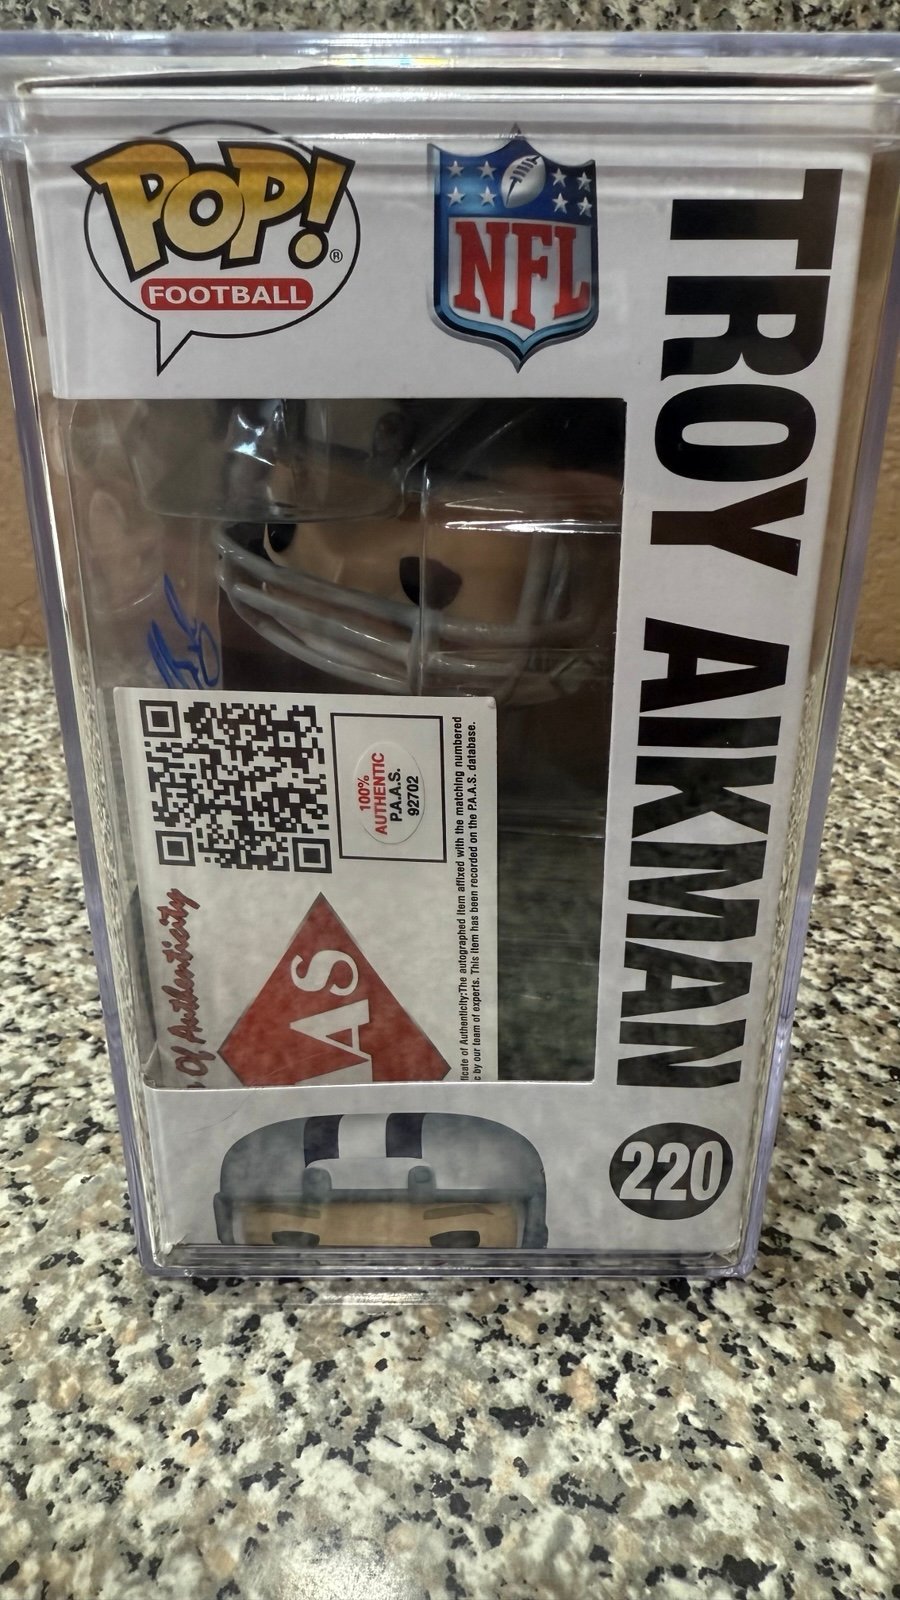 POP!
®
FOOTBALL
NFL
TROY AIKMAN
220
100%
AUTHENTIC
P.A.A.S.
92702
Of Authenticity
AS
ficate of Authenticity:The autographed item affixed with the matching numbered
c by our team of experts. This item has been recorded on the P.A.A.S. database.